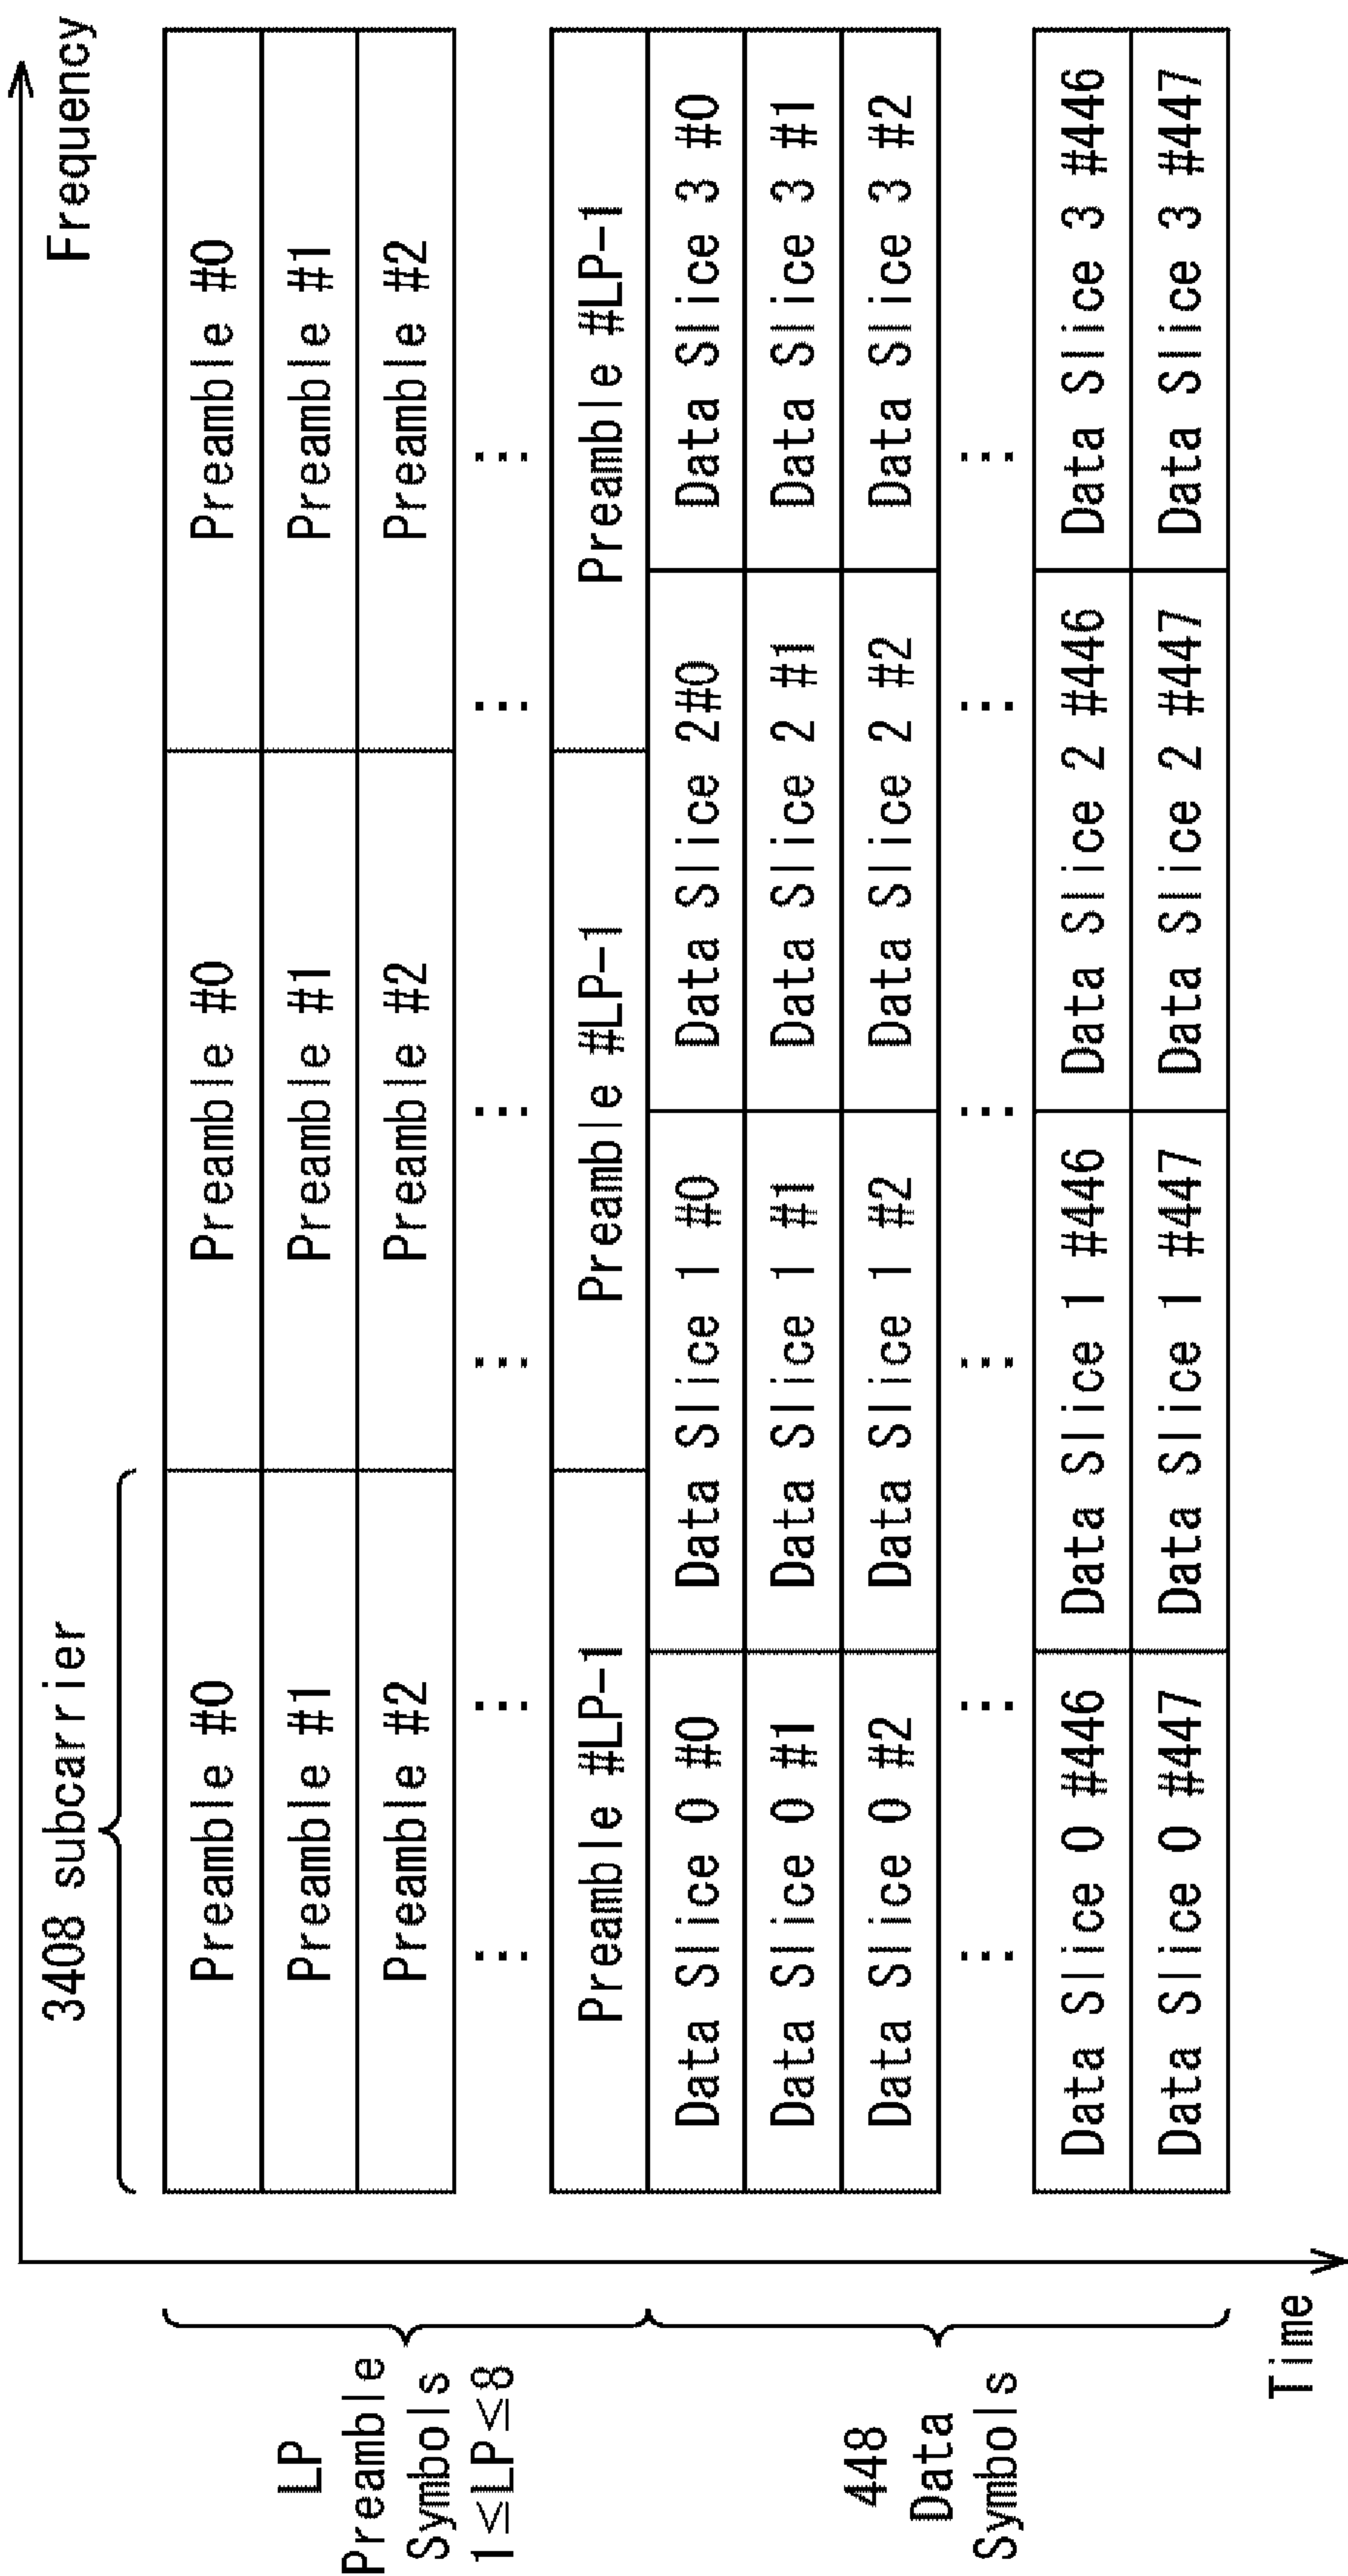 Frequency
3408 subcarrier
Preamble #0 Preamble #0 Preamble #0
Preamble #1 Preamble #1 Preamble #1
Preamble #2 Preamble #2 Preamble #2
... ... ... ... ... ...
Preamble #LP-1 Preamble #LP-1 Preamble #LP-1
LP
Preamble
Symbols
1≤LP≤8
Data Slice 0 #0 Data Slice 1 #0 Data Slice 2#0 Data Slice 3 #0
Data Slice 0 #1 Data Slice 1 #1 Data Slice 2 #1 Data Slice 3 #1
Data Slice 0 #2 Data Slice 1 #2 Data Slice 2 #2 Data Slice 3 #2
... ... ... ... ... ...
Data Slice 0 #446 Data Slice 1 #446 Data Slice 2 #446 Data Slice 3 #446
Data Slice 0 #447 Data Slice 1 #447 Data Slice 2 #447 Data Slice 3 #447
448
Data
Symbols
Time